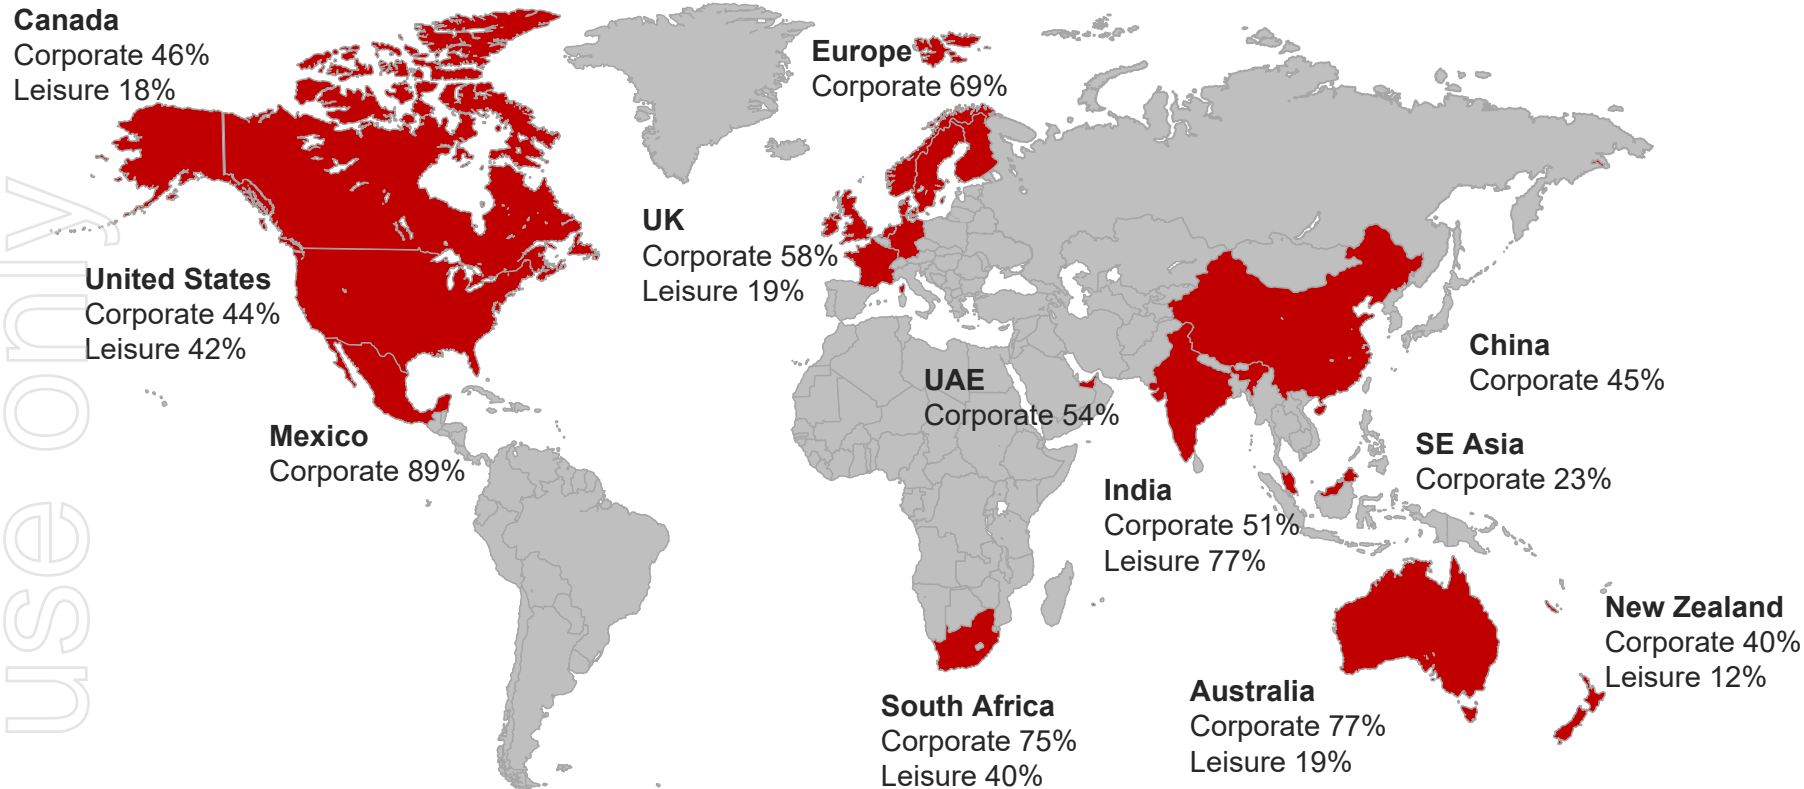 Canada
Corporate 46%
Leisure 18%
Europe
Corporate 69%
UK
Corporate 58%
Leisure 19%
United States
Corporate 44%
Leisure 42%
China
Corporate 45%
UAE
Corporate 54%
Mexico
Corporate 89%
SE Asia
Corporate 23%
India
Corporate 51%
Leisure 77%
New Zealand
Corporate 40%
Leisure 12%
South Africa
Corporate 75%
Leisure 40%
Australia
Corporate 77%
Leisure 19%
use only